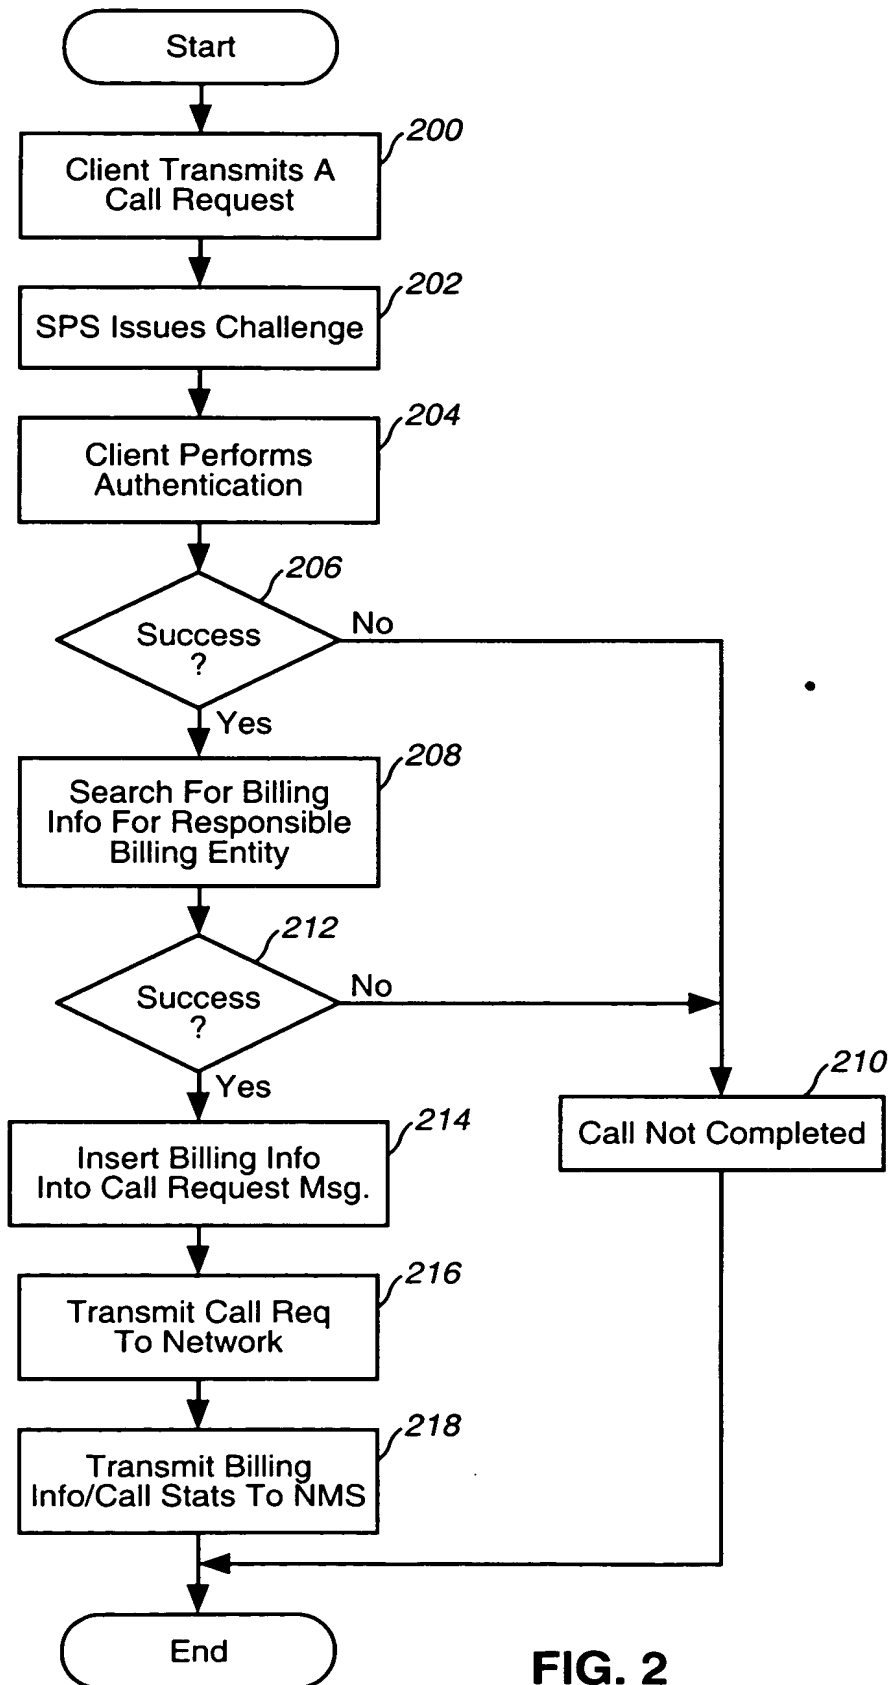 Start
200
Client Transmits A
Call Request
202
SPS Issues Challenge
204
Client Performs
Authentication
206
Success
?
No
Yes
208
Search For Billing
Info For Responsible
Billing Entity
212
Success
?
No
Yes
210
Call Not Completed
214
Insert Billing Info
Into Call Request Msg.
216
Transmit Call Req
To Network
218
Transmit Billing
Info/Call Stats To NMS
End
FIG. 2